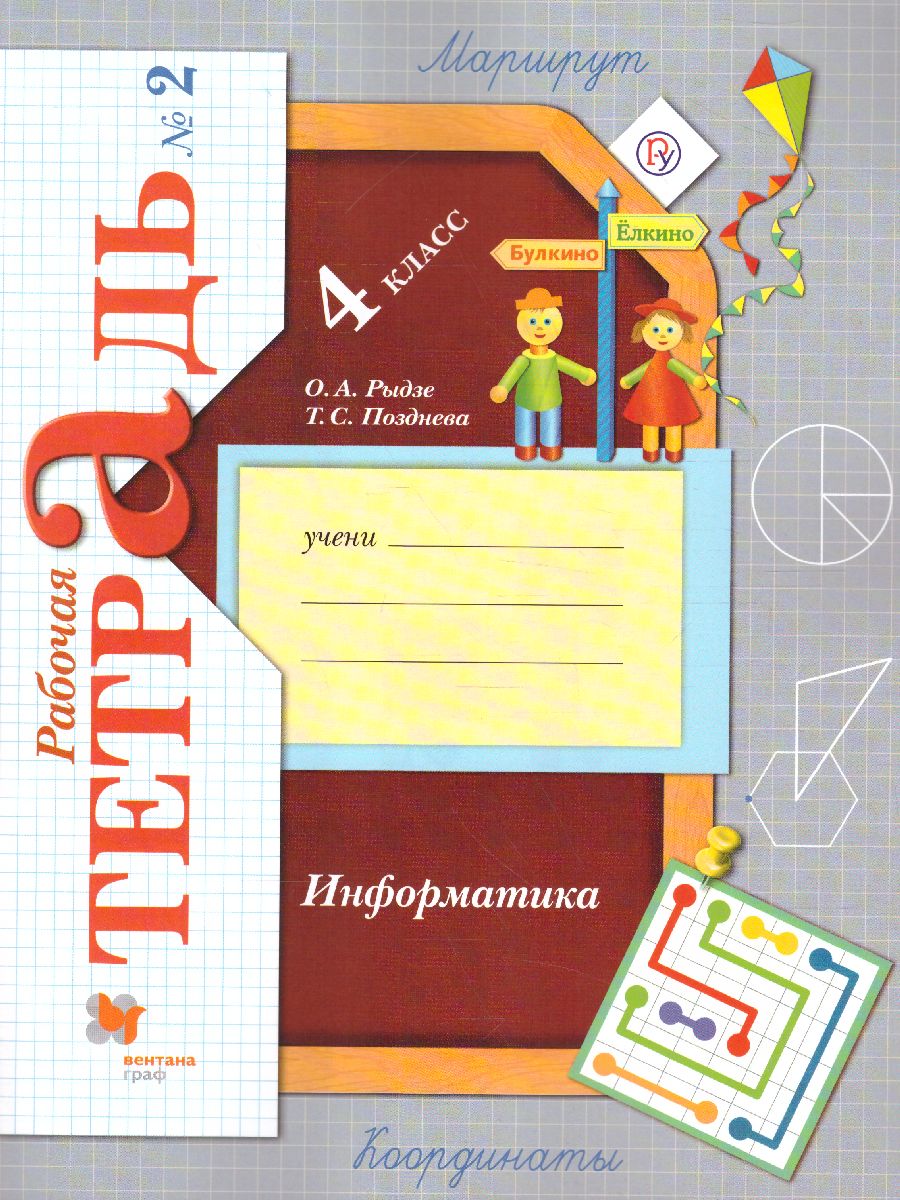 Маршрут
Рабочая
ТЕТРАДЬ № 2
Р-У
Булкино
Ёлкино
4 КЛАСС
О. А. Рыдзе
Т. С. Позднева
учени
Информатика
вентана
граф
Координаты